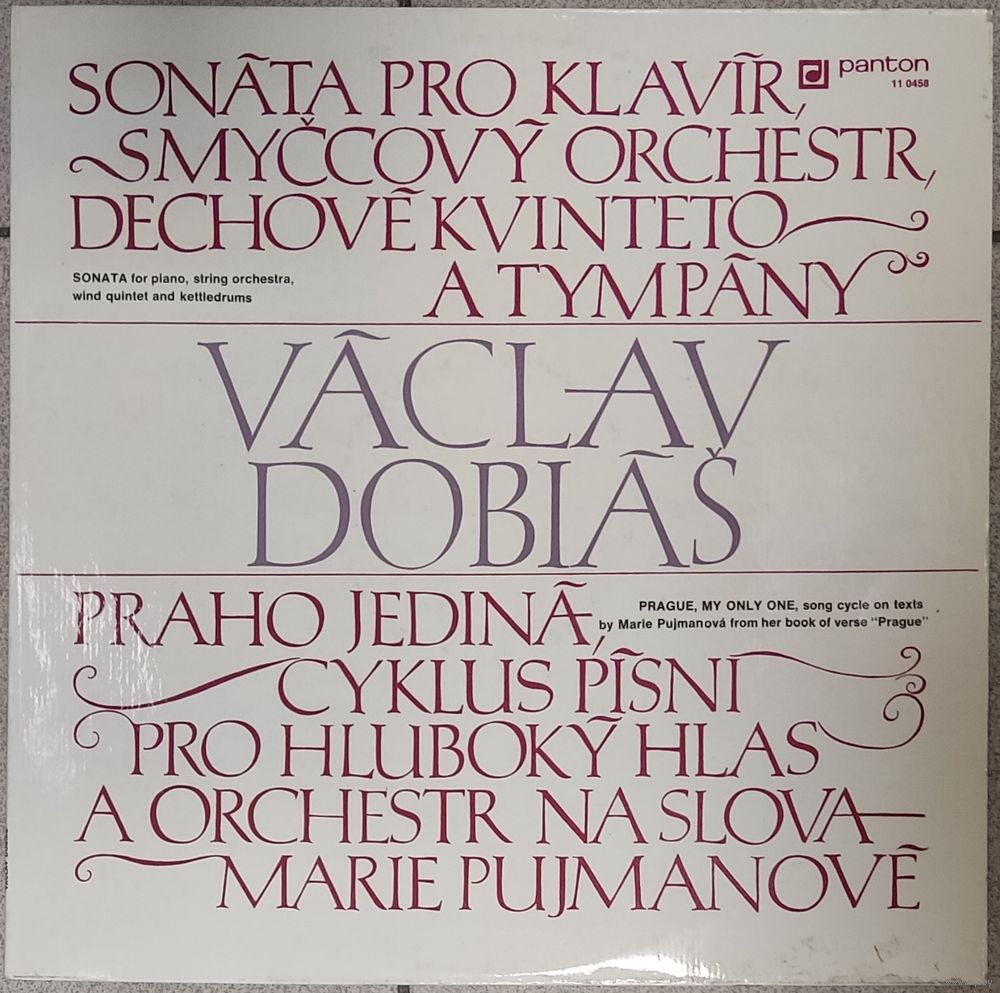 SONÁTA PRO KLAVÍR,
panton
11 0458
SMYČCOVÝ ORCHESTR,
DECHOVÉ KVINTETO
A TYMPÁNY
SONATA for piano, string orchestra,
wind quintet and kettledrums
VÁCLAV
DOBIÁŠ
PRAHO JEDINÁ,
PRAGUE, MY ONLY ONE, song cycle on texts
by Marie Pujmanová from her book of verse "Prague"
CYKLUS PÍSNI
PRO HLUBOKÝ HLAS
A ORCHESTR NA SLOVA
MARIE PUJMANOVÉ